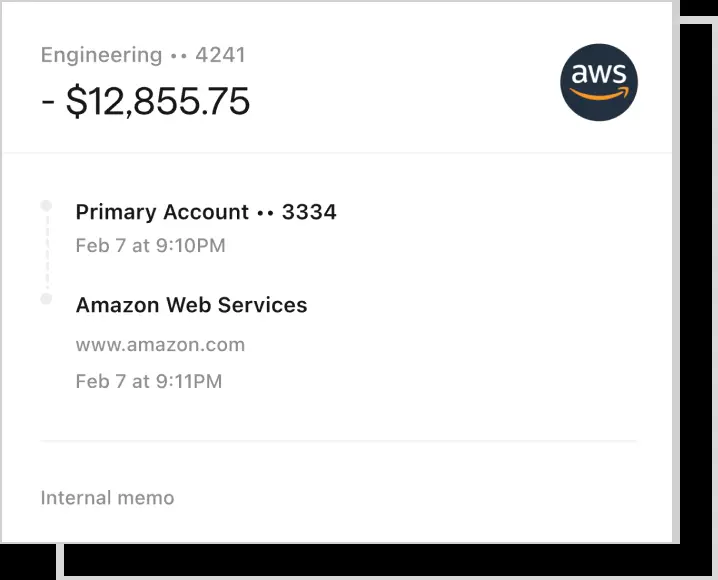 Engineering •• 4241
- $12,855.75
aws
Primary Account •• 3334
Feb 7 at 9:10PM
Amazon Web Services
www.amazon.com
Feb 7 at 9:11PM
Internal memo